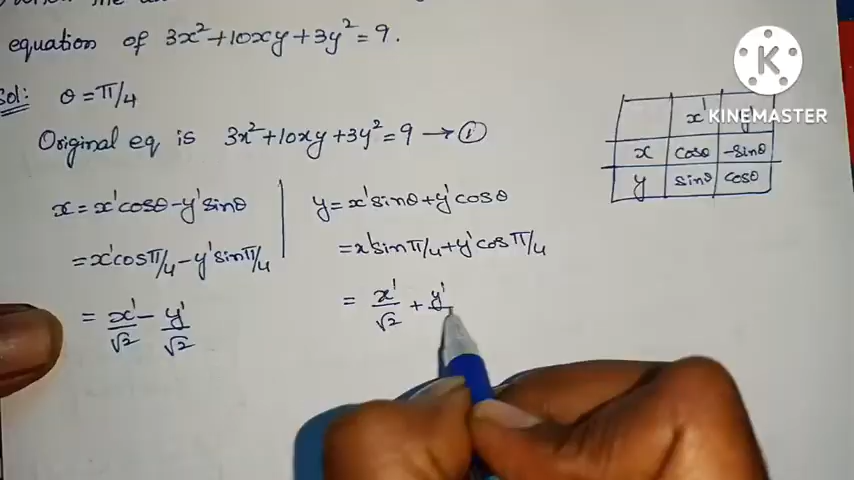 equation of 3x²+10xy+3y²=9.
Sol: θ=π/4
Original eq is 3x²+10xy+3y²=9 → ①
x=x'cosθ-y'sinθ
=x'cosπ/4-y'sinπ/4
= x'/√2 - y'/√2
y=x'sinθ+y'cosθ
=x'sinπ/4+y'cosπ/4
= x'/√2 + y'
x' y'
x cosθ -sinθ
y sinθ cosθ
K
KINEMASTER